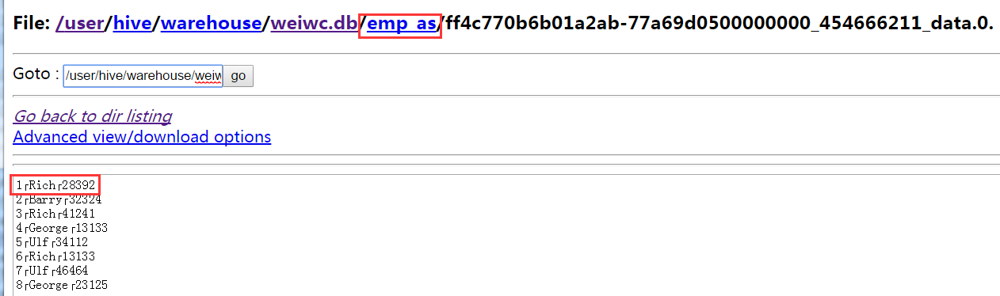 File: /user/hive/warehouse/weiwc.db/emp_as/ff4c770b6b01a2ab-77a69d0500000000_454666211_data.0.
Goto : /user/hive/warehouse/weiw go
Go back to dir listing
Advanced view/download options
1┌Rich┌28392
2┌Barry┌32324
3┌Rich┌41241
4┌George┌13133
5┌Ulf┌34112
6┌Rich┌13133
7┌Ulf┌46464
8┌George┌23125